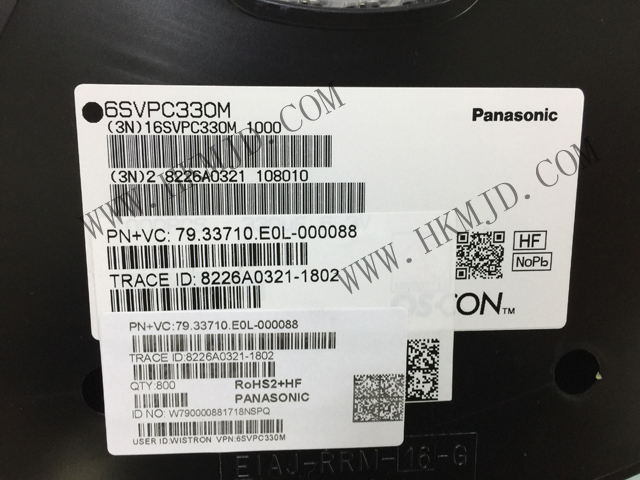 6SVPC330M
Panasonic
(3N)16SVPC330M 1000
(3N)2 8226A0321 108010
PN+VC: 79.33710.E0L-000088
HF
NoPb
TRACE ID: 8226A0321-1802
OS-CON™
PN+VC:79.33710.E0L-000088
TRACE ID:8226A0321-1802
QTY:800
RoHS2+HF
PANASONIC
ID NO: W790000881718NSPQ
USER ID:WISTRON VPN:6SVPC330M
EIAJ-RRM-16-G
WWW.HKMJD.COM
WWW.HKMJD.COM